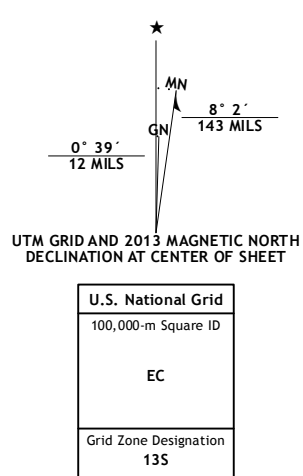 ★
MN
GN
8° 2´
143 MILS
0° 39´
12 MILS
UTM GRID AND 2013 MAGNETIC NORTH
DECLINATION AT CENTER OF SHEET
U.S. National Grid
100,000-m Square ID
EC
Grid Zone Designation
13S